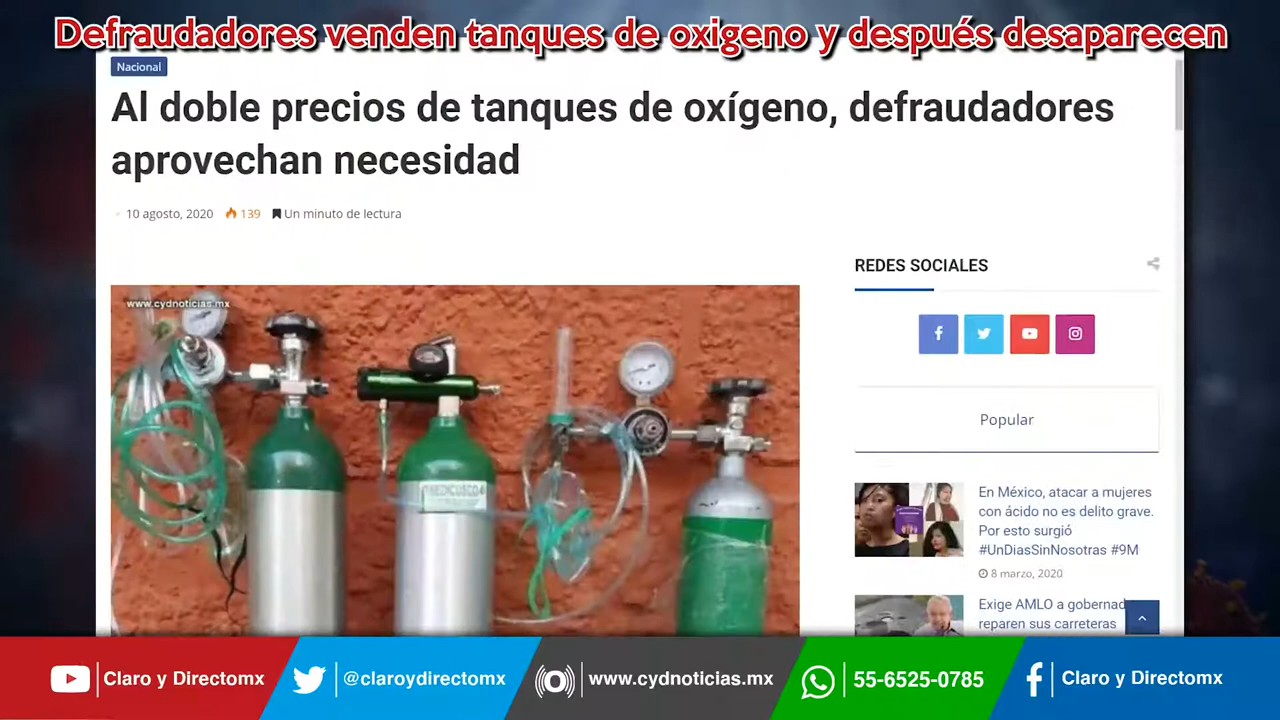 Defraudadores venden tanques de oxigeno y después desaparecen
Nacional
Al doble precios de tanques de oxígeno, defraudadores
aprovechan necesidad
10 agosto, 2020 139 Un minuto de lectura
REDES SOCIALES
www.cydnoticias.mx
Popular
En México, atacar a mujeres
con ácido no es delito grave.
Por esto surgió
#UnDiasSinNosotras #9M
8 marzo, 2020
Exige AMLO a gobernad
reparen sus carreteras
Claro y Directomx
@claroydirectomx
www.cydnoticias.mx
55-6525-0785
Claro y Directomx